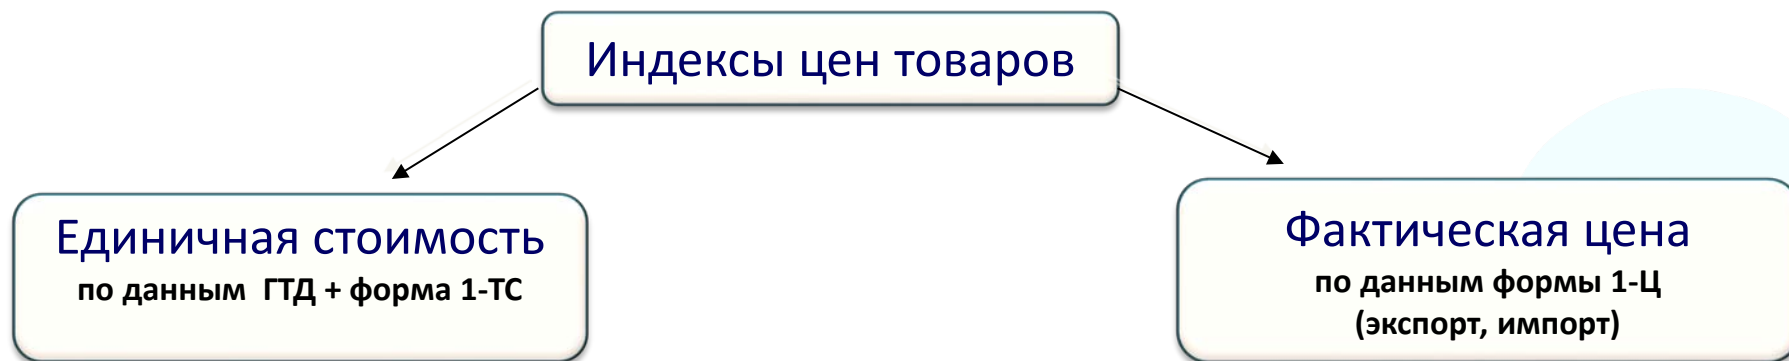 Индексы цен товаров
Единичная стоимость
по данным ГТД + форма 1-ТС
Фактическая цена
по данным формы 1-Ц
(экспорт, импорт)